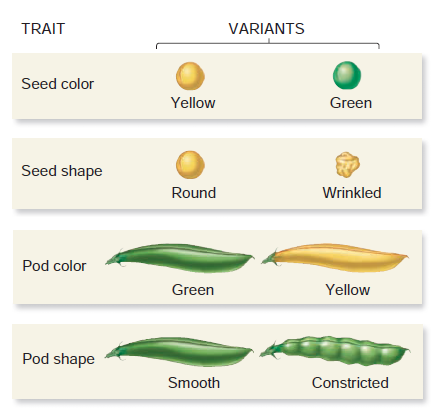 TRAIT VARIANTS
Seed color
Yellow Green
Seed shape
Round Wrinkled
Pod color
Green Yellow
Pod shape
Smooth Constricted